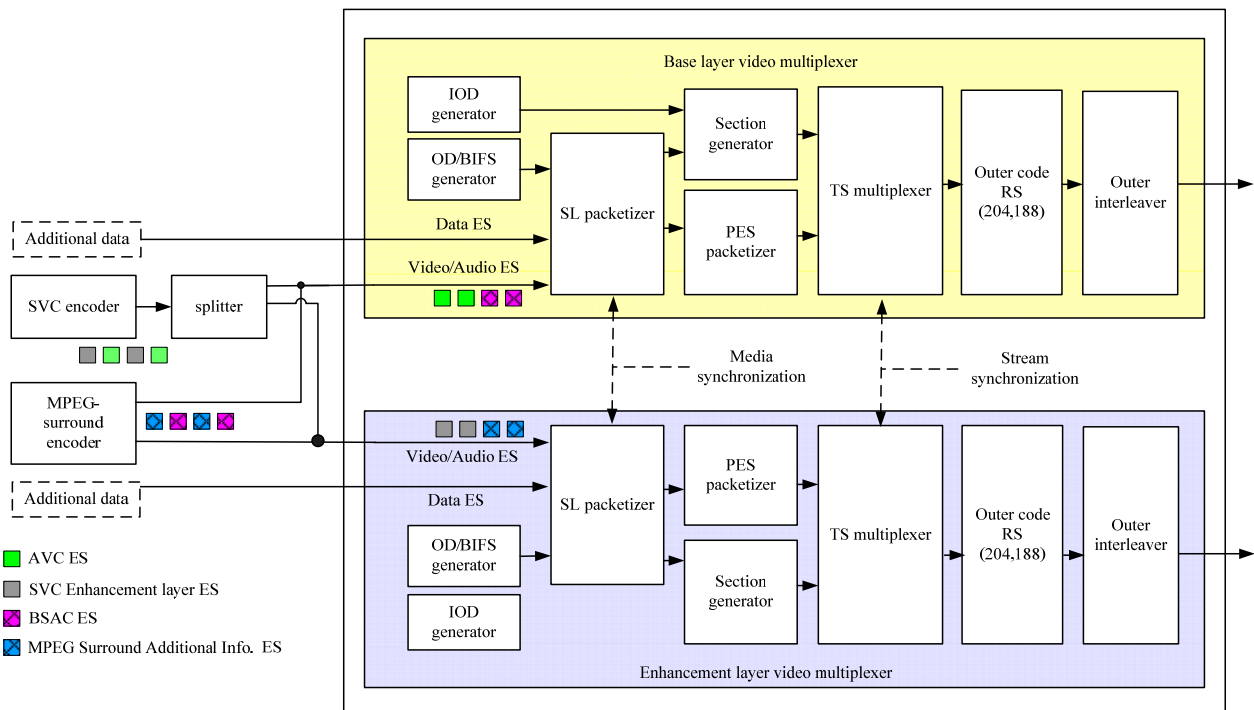 Base layer video multiplexer
IOD
generator
OD/BIFS
generator
Data ES
Video/Audio ES
SL packetizer
Section
generator
PES
packetizer
TS multiplexer
Outer code
RS
(204,188)
Outer
interleaver
Additional data
SVC encoder
splitter
MPEG-
surround
encoder
Additional data
Media
synchronization
Stream
synchronization
Video/Audio ES
Data ES
OD/BIFS
generator
IOD
generator
SL packetizer
PES
packetizer
Section
generator
TS multiplexer
Outer code
RS
(204,188)
Outer
interleaver
Enhancement layer video multiplexer
AVC ES
SVC Enhancement layer ES
BSAC ES
MPEG Surround Additional Info. ES